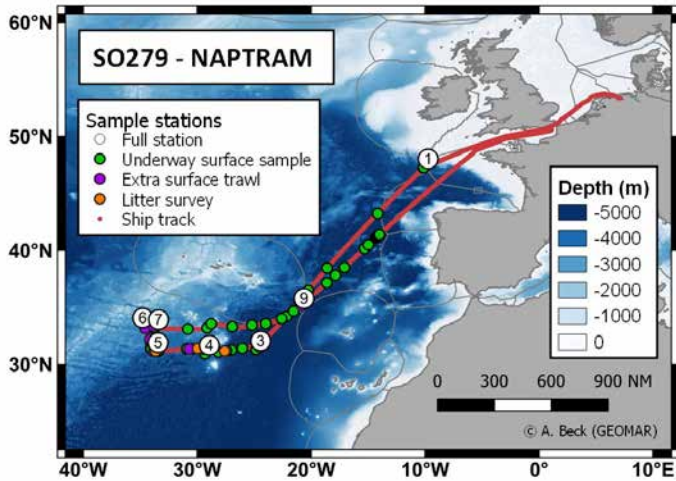 60°N
50°N
40°N
30°N
SO279 - NAPTRAM
Sample stations
Full station
Underway surface sample
Extra surface trawl
Litter survey
Ship track
1
9
6
7
5
4
3
Depth (m)
-5000
-4000
-3000
-2000
-1000
0
0 300 600 900 NM
© A. Beck (GEOMAR)
40°W 30°W 20°W 10°W 0° 10°E